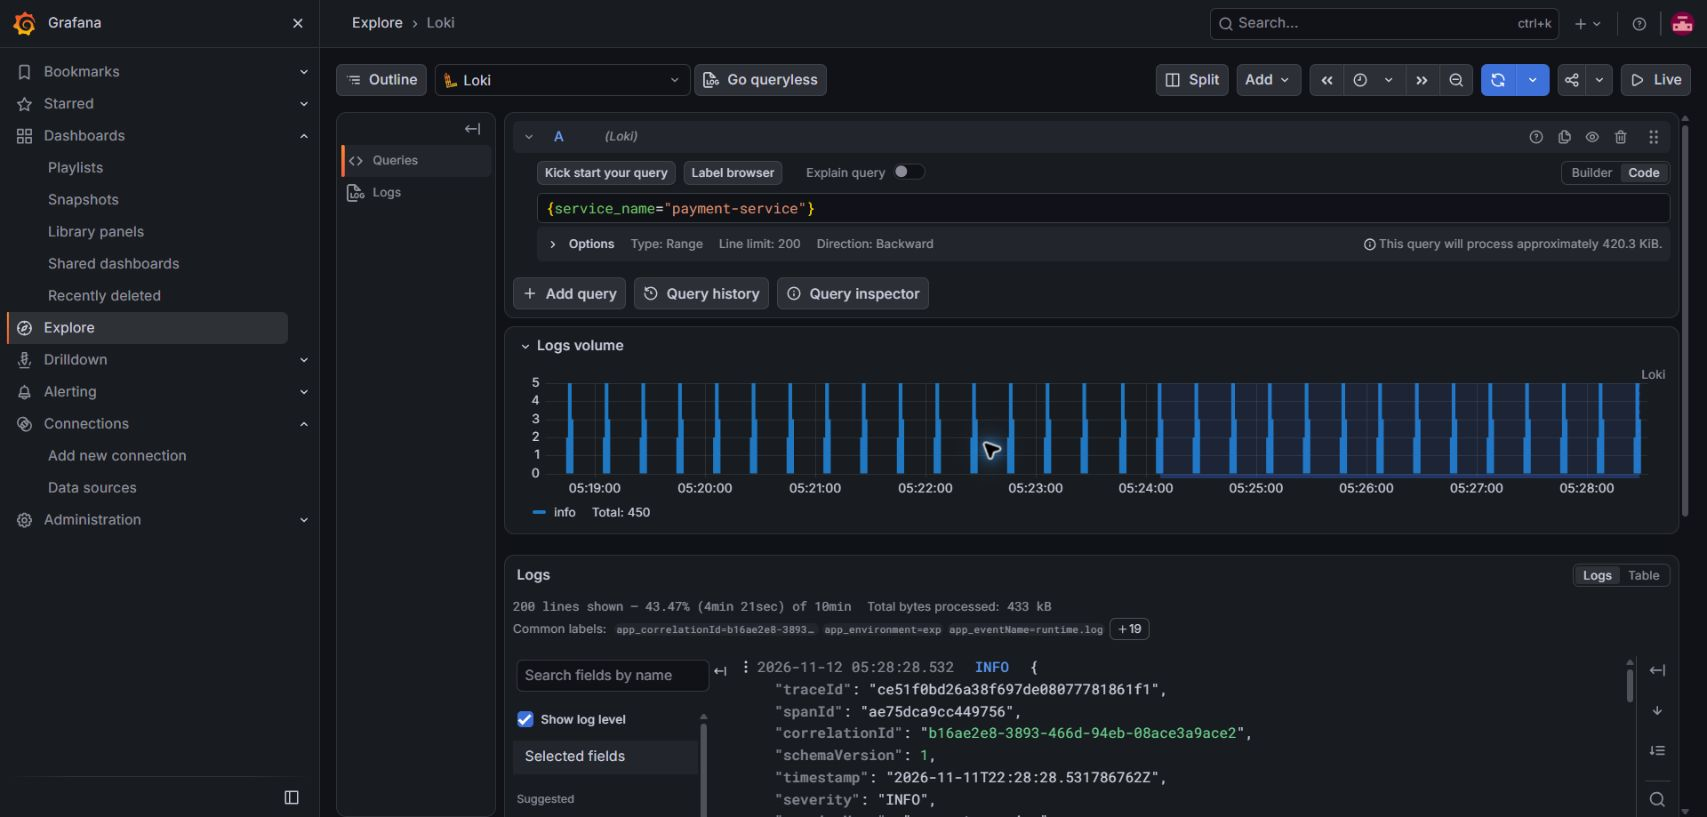 Grafana
Explore › Loki
Search...
ctrl+k
Bookmarks
Starred
Dashboards
Playlists
Snapshots
Library panels
Shared dashboards
Recently deleted
Explore
Drilldown
Alerting
Connections
Add new connection
Data sources
Administration
Outline
Loki
Go queryless
Split
Add
Live
Queries
Logs
A (Loki)
Kick start your query
Label browser
Explain query
Builder
Code
{service_name="payment-service"}
Options Type: Range Line limit: 200 Direction: Backward
This query will process approximately 420.3 KiB.
+ Add query
Query history
Query inspector
Logs volume
Loki
5
4
3
2
1
0
05:19:00 05:20:00 05:21:00 05:22:00 05:23:00 05:24:00 05:25:00 05:26:00 05:27:00 05:28:00
info Total: 450
Logs
Logs
Table
200 lines shown — 43.47% (4min 21sec) of 10min Total bytes processed: 433 kB
Common labels: app_correlationId=b16ae2e8-3893-… app_environment=exp app_eventName=runtime.log +19
Search fields by name
Show log level
Selected fields
Suggested
2026-11-12 05:28:28.532 INFO {
"traceId": "ce51f0bd26a38f697de08077781861f1",
"spanId": "ae75dca9cc449756",
"correlationId": "b16ae2e8-3893-466d-94eb-08ace3a9ace2",
"schemaVersion": 1,
"timestamp": "2026-11-11T22:28:28.531786762Z",
"severity": "INFO",